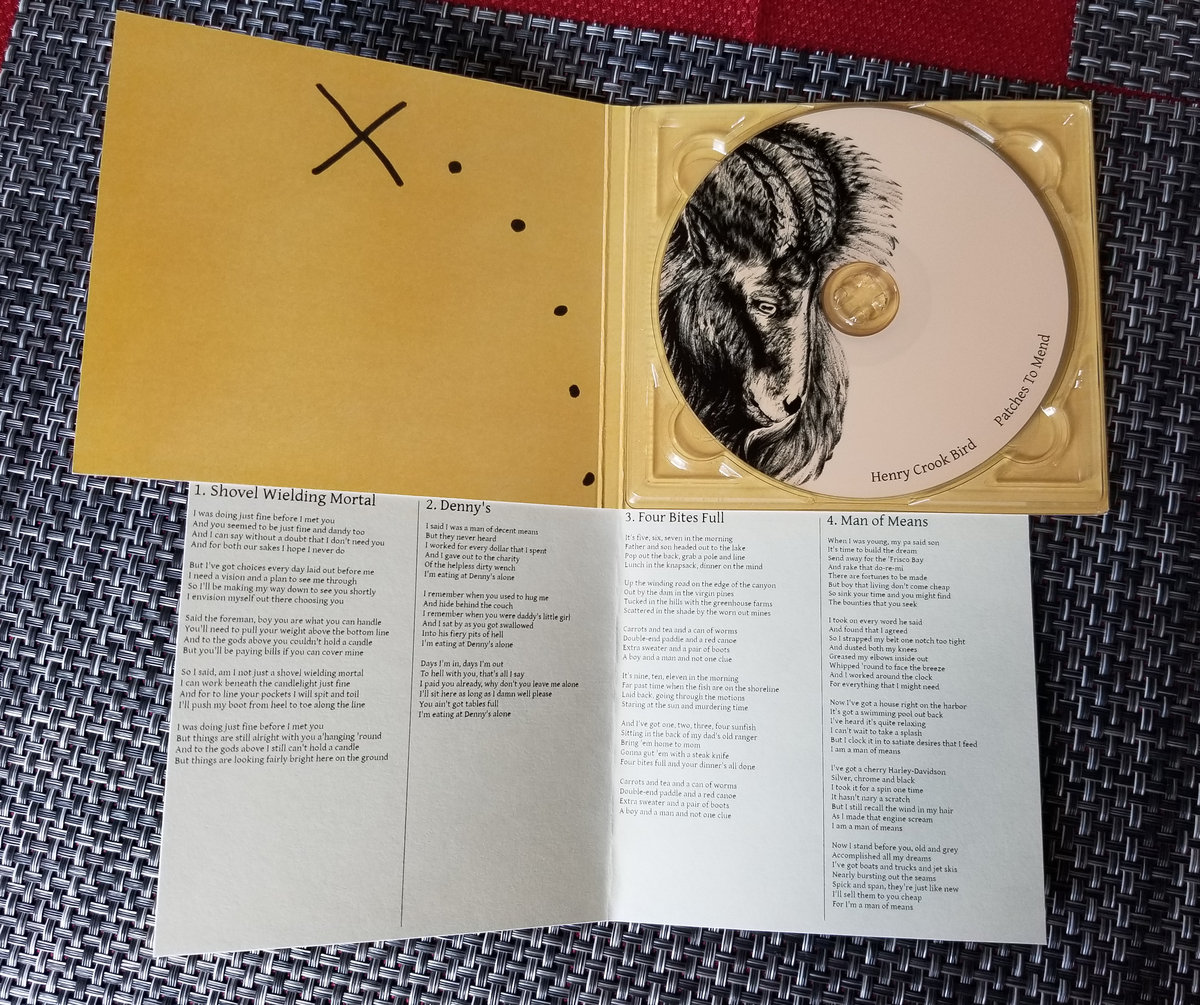 Henry Crook Bird
Patches To Mend
1. Shovel Wielding Mortal
I was doing just fine before I met you
And you seemed to be just fine and dandy too
And I can say without a doubt that I don't need you
And for both our sakes I hope I never do
But I've got choices every day laid out before me
I need a vision and a plan to see me through
So I'll be making my way down to see you shortly
I envision myself out there choosing you
Said the foreman, boy you are what you can handle
You'll need to pull your weight above the bottom line
And to the gods above you couldn't hold a candle
But you'll be paying bills if you can cover mine
So I said, am I not just a shovel wielding mortal
I can work beneath the candlelight just fine
And for to line your pockets I will spit and toil
I'll push my boot from heel to toe along the line
I was doing just fine before I met you
But things are still alright with you a'hanging 'round
And to the gods above I still can't hold a candle
But things are looking fairly bright here on the ground
2. Denny's
I said I was a man of decent means
But they never heard
I worked for every dollar that I spent
And I gave out to the charity
Of the helpless dirty wench
I'm eating at Denny's alone
I remember when you used to hug me
And hide behind the couch
I remember when you were daddy's little girl
And I sat by as you got swallowed
Into his fiery pits of hell
I'm eating at Denny's alone
Days I'm in, days I'm out
To hell with you, that's all I say
I paid you already, why don't you leave me alone
I'll sit here as long as I damn well please
You ain't got tables full
I'm eating at Denny's alone
3. Four Bites Full
It's five, six, seven in the morning
Father and son headed out to the lake
Pop out the back, grab a pole and line
Lunch in the knapsack, dinner on the mind
Up the winding road on the edge of the canyon
Out by the dam in the virgin pines
Tucked in the hills with the greenhouse farms
Scattered in the shade by the worn out mines
Carrots and tea and a can of worms
Double-end paddle and a red canoe
Extra sweater and a pair of boots
A boy and a man and not one clue
It's nine, ten, eleven in the morning
Far past time when the fish are on the shoreline
Laid back, going through the motions
Staring at the sun and murdering time
And I've got one, two, three, four sunfish
Sitting in the back of my dad's old ranger
Bring 'em home to mom
Gonna gut 'em with a steak knife
Four bites full and your dinner's all done
Carrots and tea and a can of worms
Double-end paddle and a red canoe
Extra sweater and a pair of boots
A boy and a man and not one clue
4. Man of Means
When I was young, my pa said son
It's time to build the dream
Send away for the 'Frisco Bay
And rake that do-re-mi
There are fortunes to be made
But boy that living don't come cheap
So sink your time and you might find
The bounties that you seek
I took on every word he said
And found that I agreed
So I strapped my belt one notch too tight
And dusted both my knees
Greased my elbows inside out
Whipped 'round to face the breeze
And I worked around the clock
For everything that I might need
Now I've got a house right on the harbor
It's got a swimming pool out back
I've heard it's quite relaxing
I can't wait to take a splash
But I clock it in to satiate desires that I feed
I am a man of means
I've got a cherry Harley-Davidson
Silver, chrome and black
I took it for a spin one time
It hasn't nary a scratch
But I still recall the wind in my hair
As I made that engine scream
I am a man of means
Now I stand before you, old and grey
Accomplished all my dreams
I've got boats and trucks and jet skis
Nearly bursting out the seams
Spick and span, they're just like new
I'll sell them to you cheap
For I'm a man of means